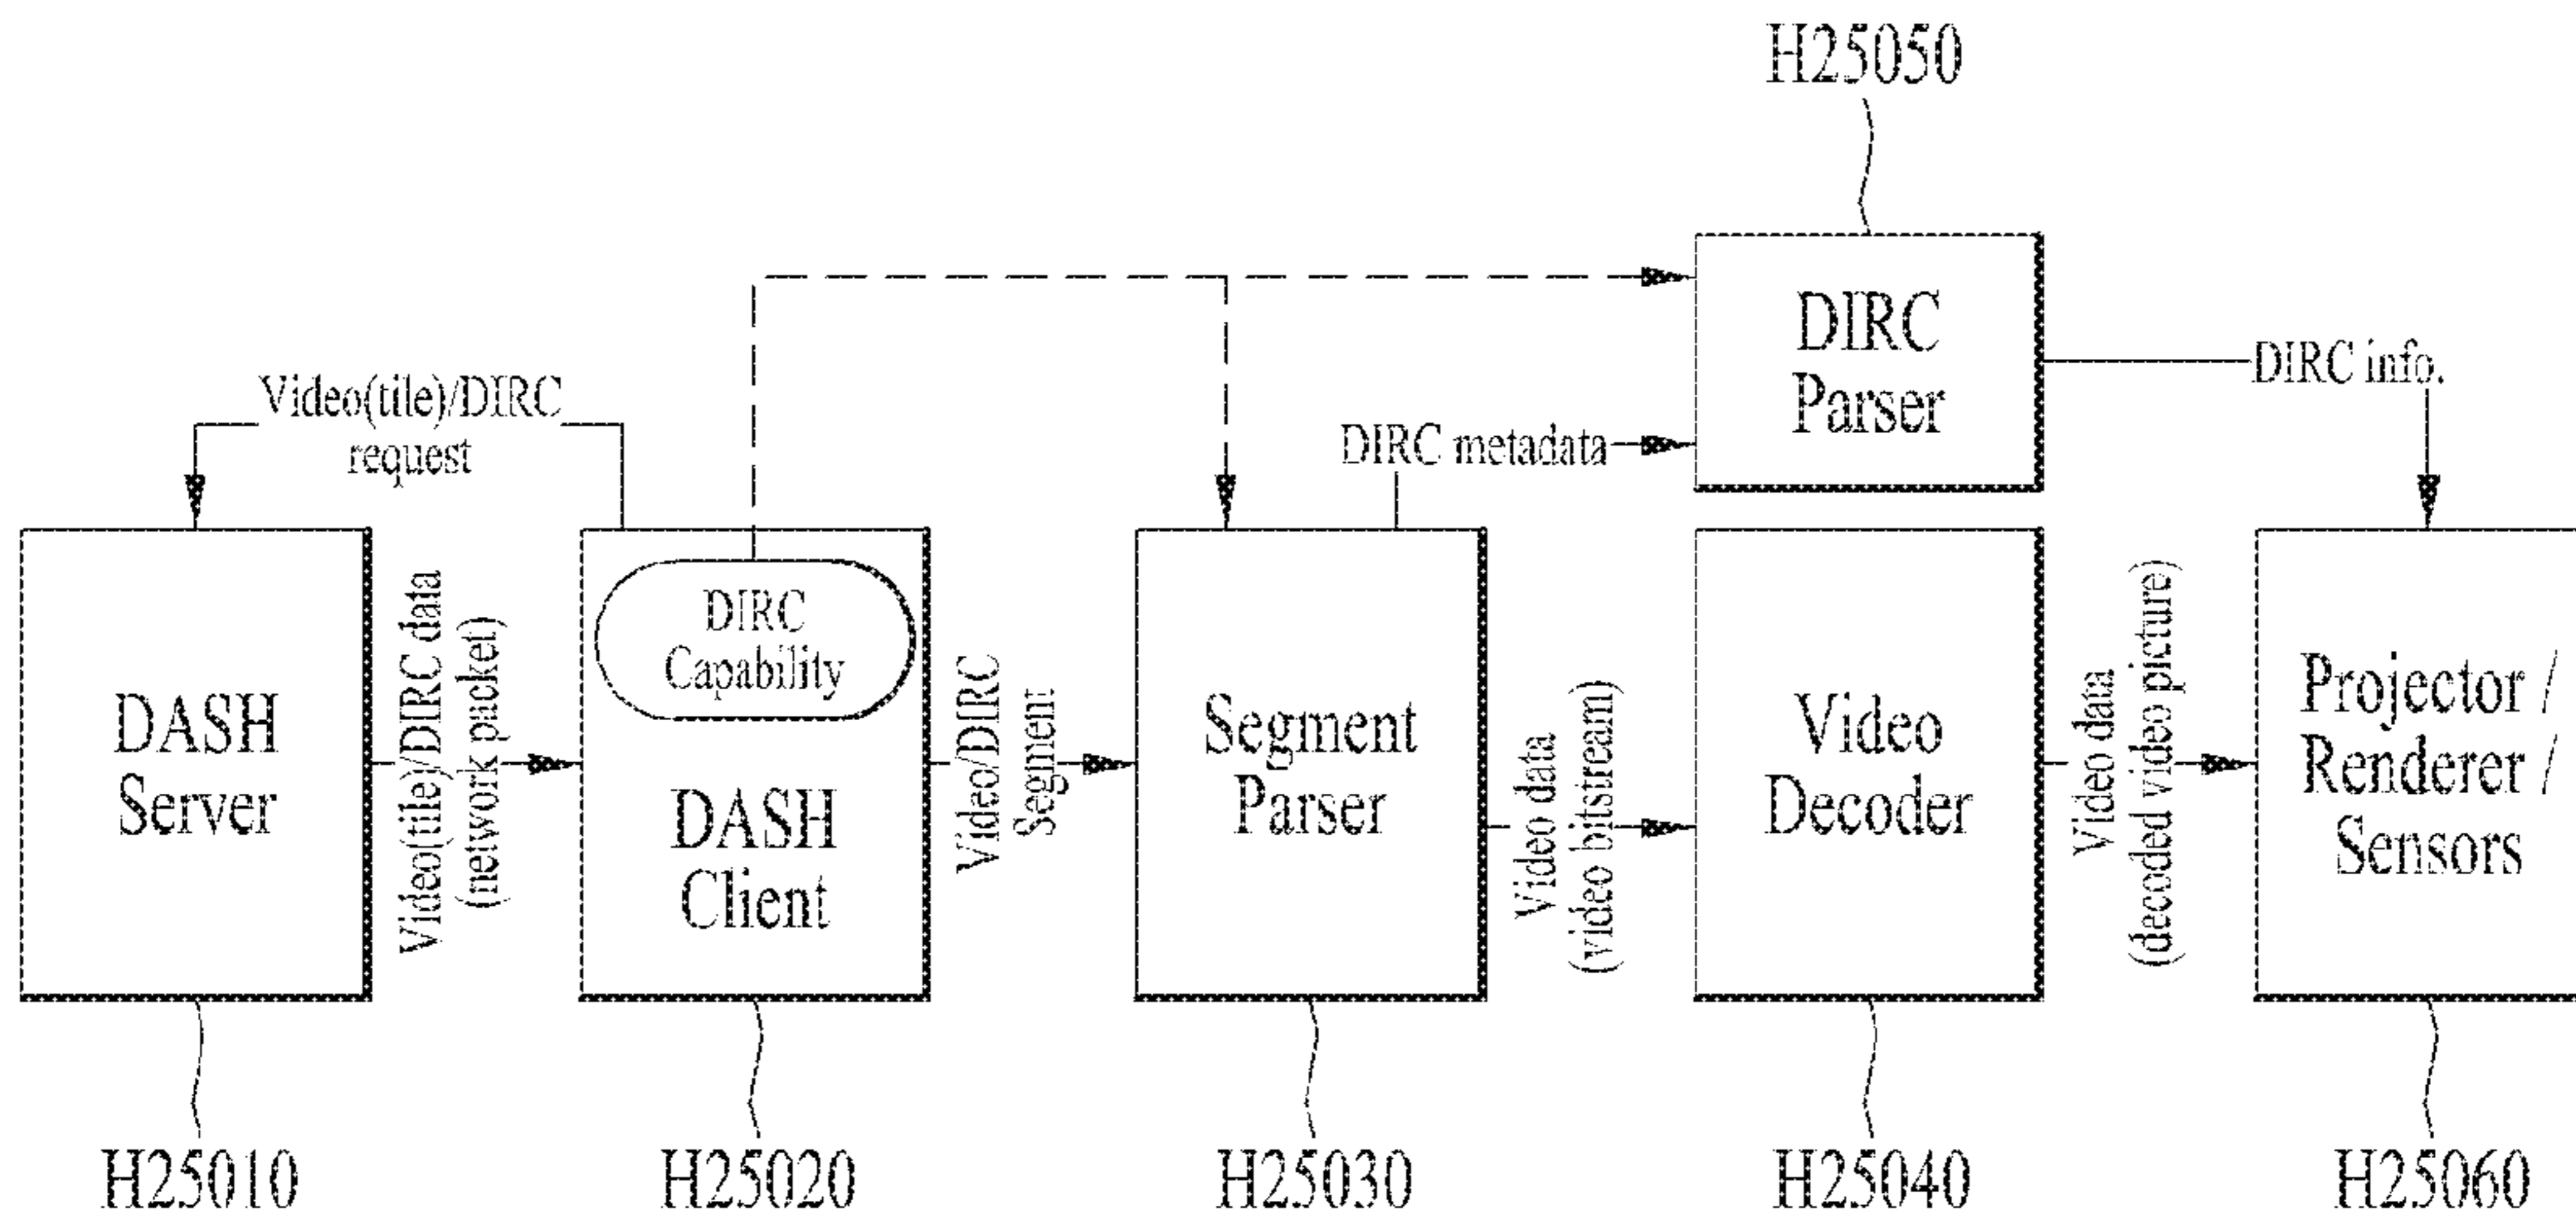 H25050
DIRC
Parser
DIRC info.
Video(tile)/DIRC
request
DIRC metadata
DASH
Server
Video(tile)/DIRC data
(network packet)
DIRC
Capability
DASH
Client
Video/DIRC
Segment
Segment
Parser
Video data
(video bitstream)
Video
Decoder
Video data
(decoded video picture)
Projector /
Renderer /
Sensors
H25010
H25020
H25030
H25040
H25060